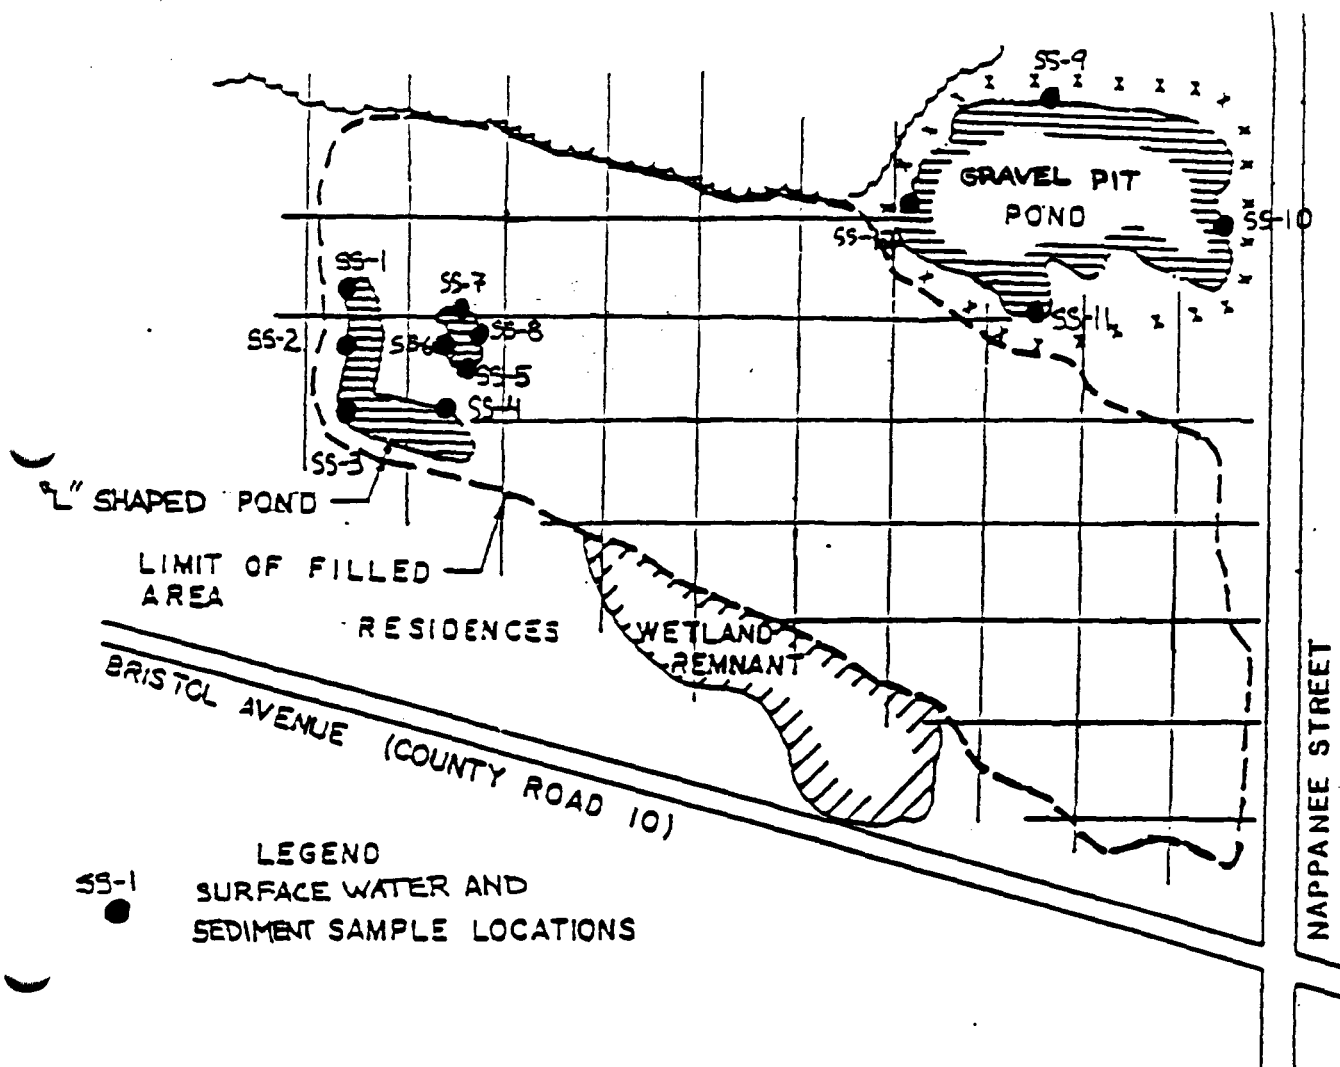 SS-9
GRAVEL PIT
POND
SS-10
SS-1
SS-7
SS-11
SS-2
SS-8
SS-6
SS-5
SS-4
SS-3
"L" SHAPED POND
LIMIT OF FILLED
AREA
RESIDENCES
WETLAND
REMNANT
BRISTOL AVENUE (COUNTY ROAD 10)
NAPPANEE STREET
LEGEND
SS-1
SURFACE WATER AND
SEDIMENT SAMPLE LOCATIONS